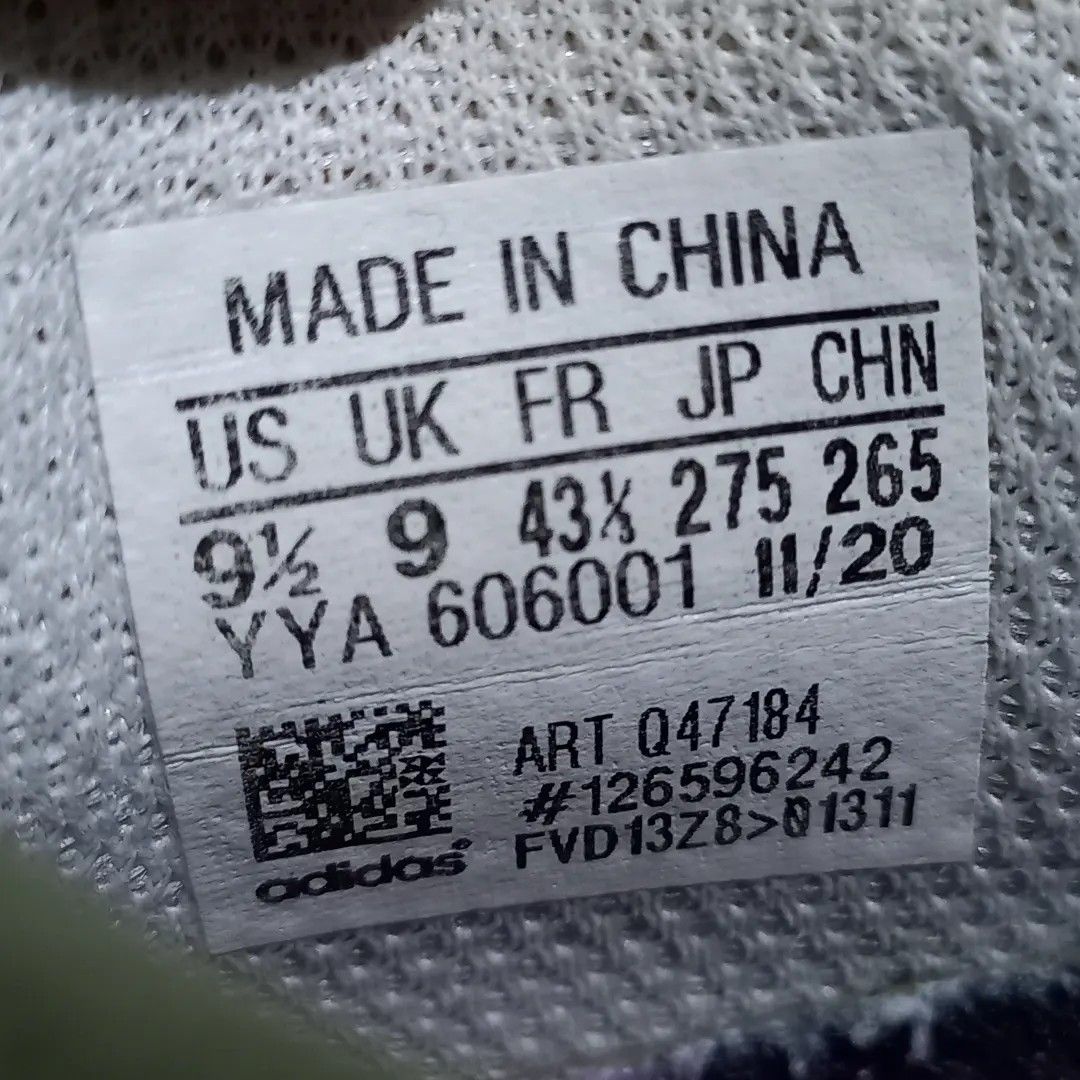 MADE IN CHINA
US UK FR JP CHN
9½ 9 43⅓ 275 265
YYA 606001 11/20
ART Q47184
#126596242
FVD13Z8>01311
adidas®